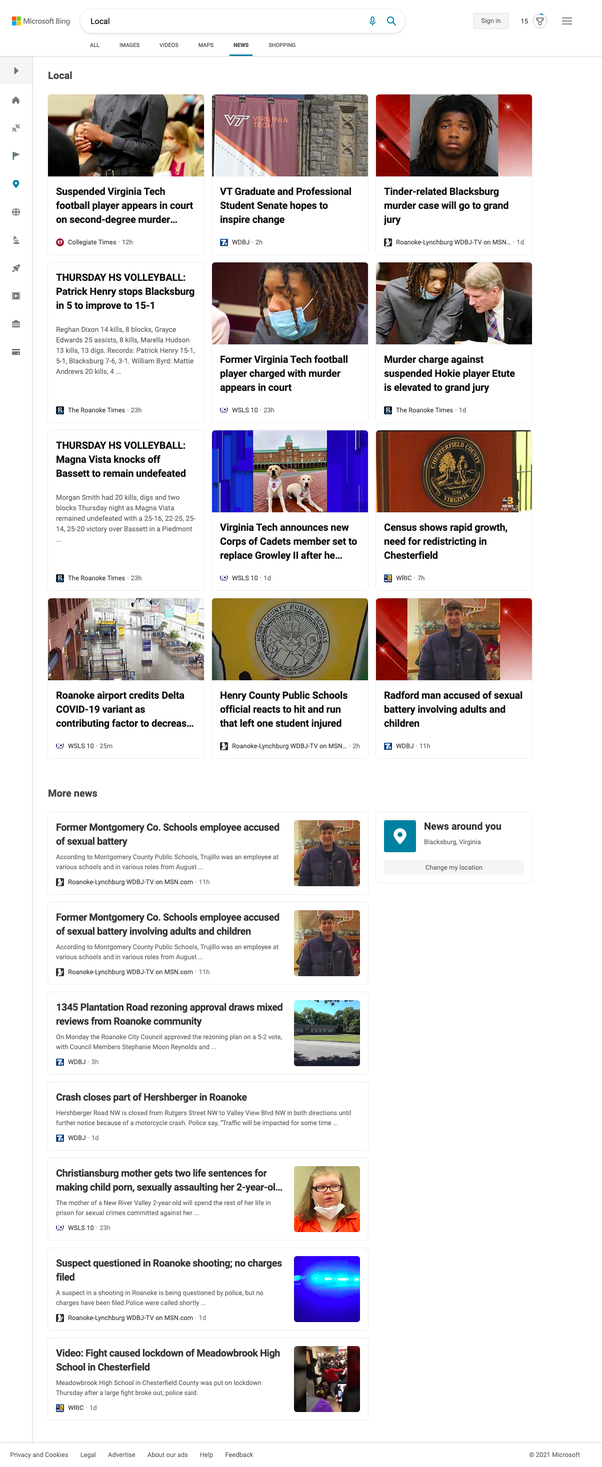 Microsoft Bing
Local
Sign in
15
ALL
IMAGES
VIDEOS
MAPS
NEWS
SHOPPING
Local
VT VIRGINIA
TECH
Suspended Virginia Tech
football player appears in court
on second-degree murder...
Collegiate Times · 12h
VT Graduate and Professional
Student Senate hopes to
inspire change
WDBJ · 2h
Tinder-related Blacksburg
murder case will go to grand
jury
Roanoke-Lynchburg WDBJ-TV on MSN... · 1d
THURSDAY HS VOLLEYBALL:
Patrick Henry stops Blacksburg
in 5 to improve to 15-1
Reghan Dixon 14 kills, 8 blocks, Grayce
Edwards 25 assists, 8 kills, Marella Hudson
13 kills, 13 digs. Records: Patrick Henry 15-1,
5-1, Blacksburg 7-6, 3-1. William Byrd: Mattie
Andrews 20 kills, 4 ...
The Roanoke Times · 23h
Former Virginia Tech football
player charged with murder
appears in court
WSLS 10 · 23h
Murder charge against
suspended Hokie player Etute
is elevated to grand jury
The Roanoke Times · 1d
THURSDAY HS VOLLEYBALL:
Magna Vista knocks off
Bassett to remain undefeated
Morgan Smith had 20 kills, digs and two
blocks Thursday night as Magna Vista
remained undefeated with a 25-16, 22-25, 25-
14, 25-20 victory over Bassett in a Piedmont
...
The Roanoke Times · 23h
Virginia Tech announces new
Corps of Cadets member set to
replace Growley II after he...
WSLS 10 · 1d
CHESTERFIELD COUNTY
1749
VIRGINIA
8
NEWS
Census shows rapid growth,
need for redistricting in
Chesterfield
WRIC · 7h
Roanoke airport credits Delta
COVID-19 variant as
contributing factor to decreas...
WSLS 10 · 25m
HENRY COUNTY PUBLIC SCHOOLS
Henry County Public Schools
official reacts to hit and run
that left one student injured
Roanoke-Lynchburg WDBJ-TV on MSN... · 2h
Radford man accused of sexual
battery involving adults and
children
WDBJ · 11h
More news
Former Montgomery Co. Schools employee accused
of sexual battery
According to Montgomery County Public Schools, Trujillo was an employee at
various schools and in various roles from August ...
Roanoke-Lynchburg WDBJ-TV on MSN.com · 11h
News around you
Blacksburg, Virginia
Change my location
Former Montgomery Co. Schools employee accused
of sexual battery involving adults and children
According to Montgomery County Public Schools, Trujillo was an employee at
various schools and in various roles from August ...
Roanoke-Lynchburg WDBJ-TV on MSN.com · 11h
1345 Plantation Road rezoning approval draws mixed
reviews from Roanoke community
On Monday the Roanoke City Council approved the rezoning plan on a 5-2 vote,
with Council Members Stephanie Moon Reynolds and ...
WDBJ · 3h
Crash closes part of Hershberger in Roanoke
Hershberger Road NW is closed from Rutgers Street NW to Valley View Blvd NW in both directions until
further notice because of a motorcycle crash. Police say, "Traffic will be impacted for some time ...
WDBJ · 1d
Christiansburg mother gets two life sentences for
making child porn, sexually assaulting her 2-year-ol...
The mother of a New River Valley 2-year-old will spend the rest of her life in
prison for sexual crimes committed against her ...
WSLS 10 · 23h
Suspect questioned in Roanoke shooting; no charges
filed
A suspect in a shooting in Roanoke is being questioned by police, but no
charges have been filed.Police were called shortly ...
Roanoke-Lynchburg WDBJ-TV on MSN.com · 1d
Video: Fight caused lockdown of Meadowbrook High
School in Chesterfield
Meadowbrook High School in Chesterfield County was put on lockdown
Thursday after a large fight broke out, police said.
WRIC · 1d
Privacy and Cookies
Legal
Advertise
About our ads
Help
Feedback
© 2021 Microsoft